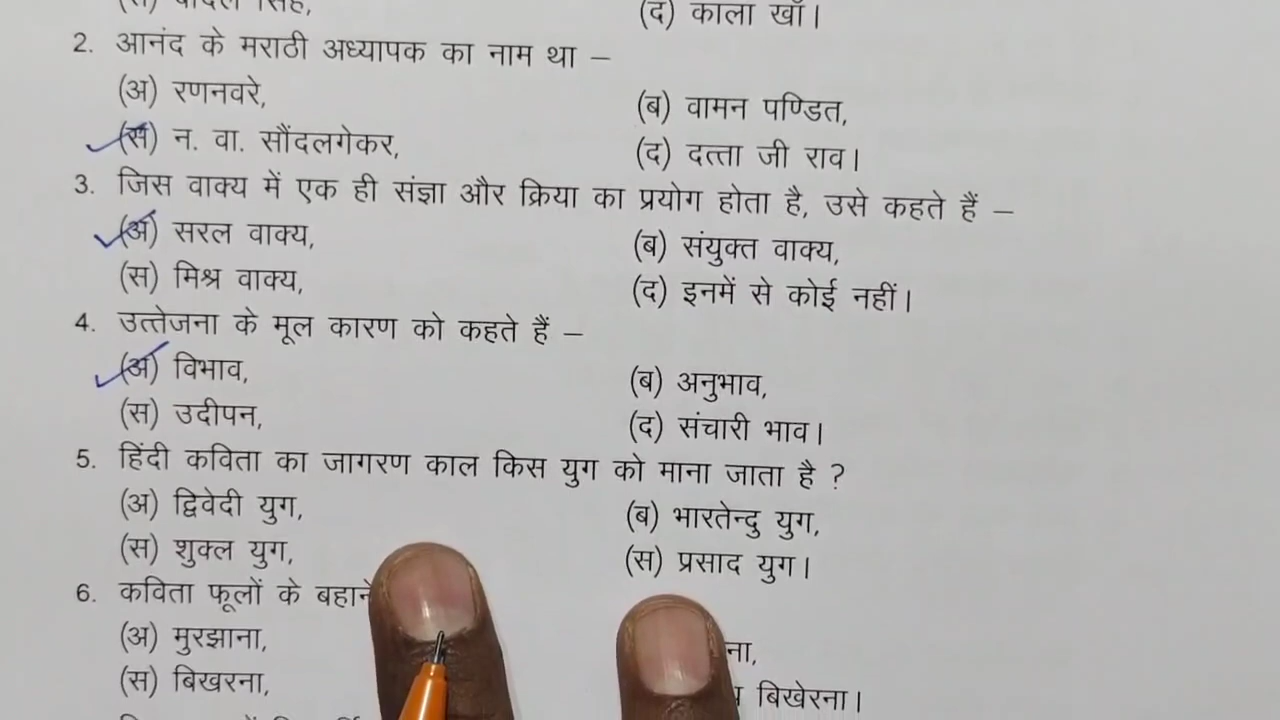 (द) काला खाँ।
2. आनंद के मराठी अध्यापक का नाम था –
(अ) रणनवरे, (ब) वामन पण्डित,
(स) न. वा. सौंदलगेकर, (द) दत्ता जी राव।
3. जिस वाक्य में एक ही संज्ञा और क्रिया का प्रयोग होता है, उसे कहते हैं –
(अ) सरल वाक्य, (ब) संयुक्त वाक्य,
(स) मिश्र वाक्य, (द) इनमें से कोई नहीं।
4. उत्तेजना के मूल कारण को कहते हैं –
(अ) विभाव, (ब) अनुभाव,
(स) उदीपन, (द) संचारी भाव।
5. हिंदी कविता का जागरण काल किस युग को माना जाता है ?
(अ) द्विवेदी युग, (ब) भारतेन्दु युग,
(स) शुक्ल युग, (स) प्रसाद युग।
6. कविता फूलों के बहाने
(अ) मुरझाना,
(स) बिखरना, बिखेरना।